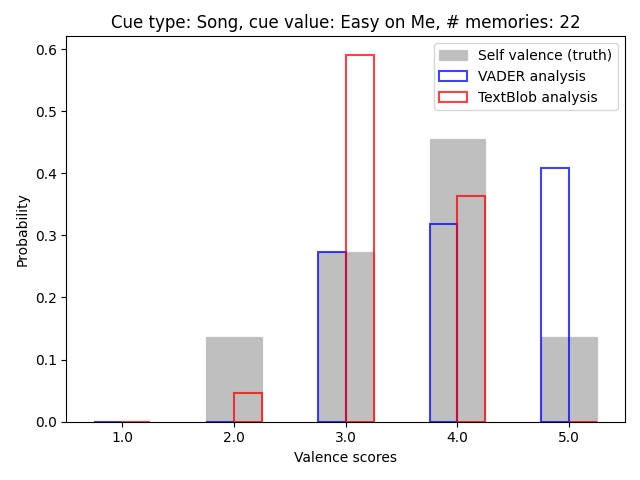 Cue type: Song, cue value: Easy on Me, # memories: 22
Self valence (truth)
VADER analysis
TextBlob analysis
Probability
0.6
0.5
0.4
0.3
0.2
0.1
0.0
1.0 2.0 3.0 4.0 5.0
Valence scores